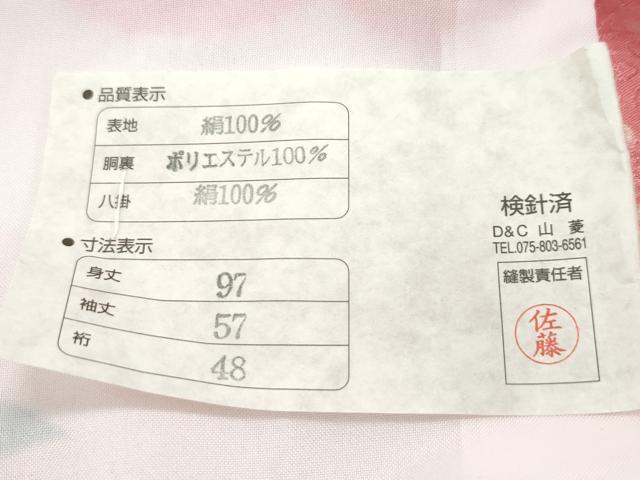 ●品質表示
表地 絹100%
胴裏 ポリエステル100%
八掛 絹100%
●寸法表示
身丈 97
袖丈 57
裄 48
検針済
D&C 山菱
TEL.075-803-6561
縫製責任者
佐藤